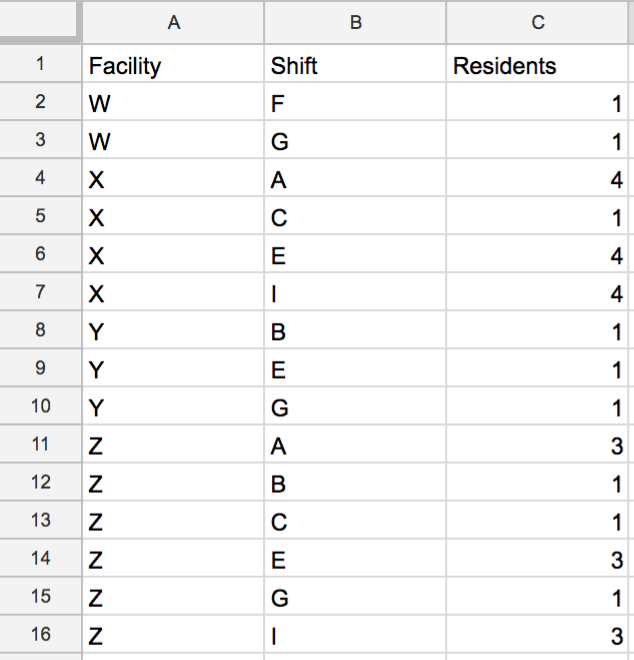 A B C
1 Facility Shift Residents
2 W F 1
3 W G 1
4 X A 4
5 X C 1
6 X E 4
7 X I 4
8 Y B 1
9 Y E 1
10 Y G 1
11 Z A 3
12 Z B 1
13 Z C 1
14 Z E 3
15 Z G 1
16 Z I 3